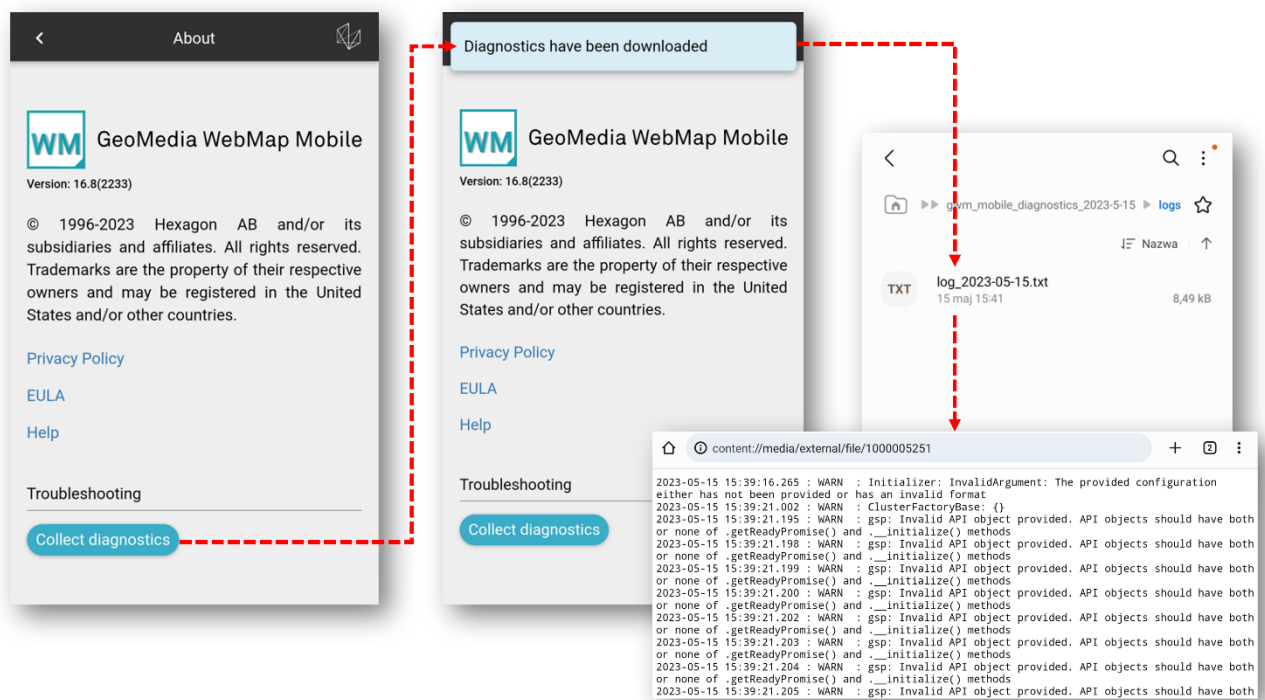 About
WM
GeoMedia WebMap Mobile
Version: 16.8(2233)
© 1996-2023 Hexagon AB and/or its
subsidiaries and affiliates. All rights reserved.
Trademarks are the property of their respective
owners and may be registered in the United
States and/or other countries.
Privacy Policy
EULA
Help
Troubleshooting
Collect diagnostics
Diagnostics have been downloaded
WM
GeoMedia WebMap Mobile
Version: 16.8(2233)
© 1996-2023 Hexagon AB and/or its
subsidiaries and affiliates. All rights reserved.
Trademarks are the property of their respective
owners and may be registered in the United
States and/or other countries.
Privacy Policy
EULA
Help
Troubleshooting
Collect diagnostics
gwm_mobile_diagnostics_2023-5-15 logs
Nazwa
TXT
log_2023-05-15.txt
15 maj 15:41
8,49 kB
content://media/external/file/1000005251
2
2023-05-15 15:39:16.265 : WARN : Initializer: InvalidArgument: The provided configuration
either has not been provided or has an invalid format
2023-05-15 15:39:21.002 : WARN : ClusterFactoryBase: {}
2023-05-15 15:39:21.195 : WARN : gsp: Invalid API object provided. API objects should have both
or none of .getReadyPromise() and .__initialize() methods
2023-05-15 15:39:21.198 : WARN : gsp: Invalid API object provided. API objects should have both
or none of .getReadyPromise() and .__initialize() methods
2023-05-15 15:39:21.199 : WARN : gsp: Invalid API object provided. API objects should have both
or none of .getReadyPromise() and .__initialize() methods
2023-05-15 15:39:21.200 : WARN : gsp: Invalid API object provided. API objects should have both
or none of .getReadyPromise() and .__initialize() methods
2023-05-15 15:39:21.202 : WARN : gsp: Invalid API object provided. API objects should have both
or none of .getReadyPromise() and .__initialize() methods
2023-05-15 15:39:21.203 : WARN : gsp: Invalid API object provided. API objects should have both
or none of .getReadyPromise() and .__initialize() methods
2023-05-15 15:39:21.204 : WARN : gsp: Invalid API object provided. API objects should have both
or none of .getReadyPromise() and .__initialize() methods
2023-05-15 15:39:21.205 : WARN : gsp: Invalid API object provided. API objects should have both